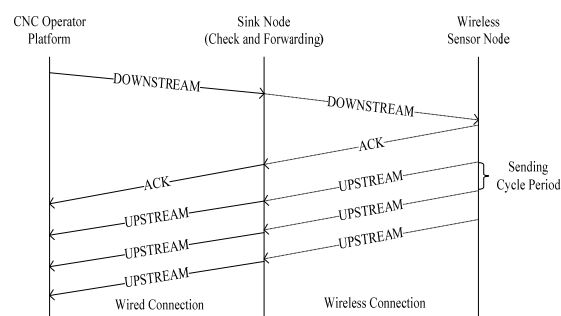 CNC Operator
Platform
Sink Node
(Check and Forwarding)
Wireless
Sensor Node
DOWNSTREAM
DOWNSTREAM
ACK
ACK
UPSTREAM
Sending
Cycle Period
UPSTREAM
UPSTREAM
UPSTREAM
UPSTREAM
UPSTREAM
Wired Connection
Wireless Connection